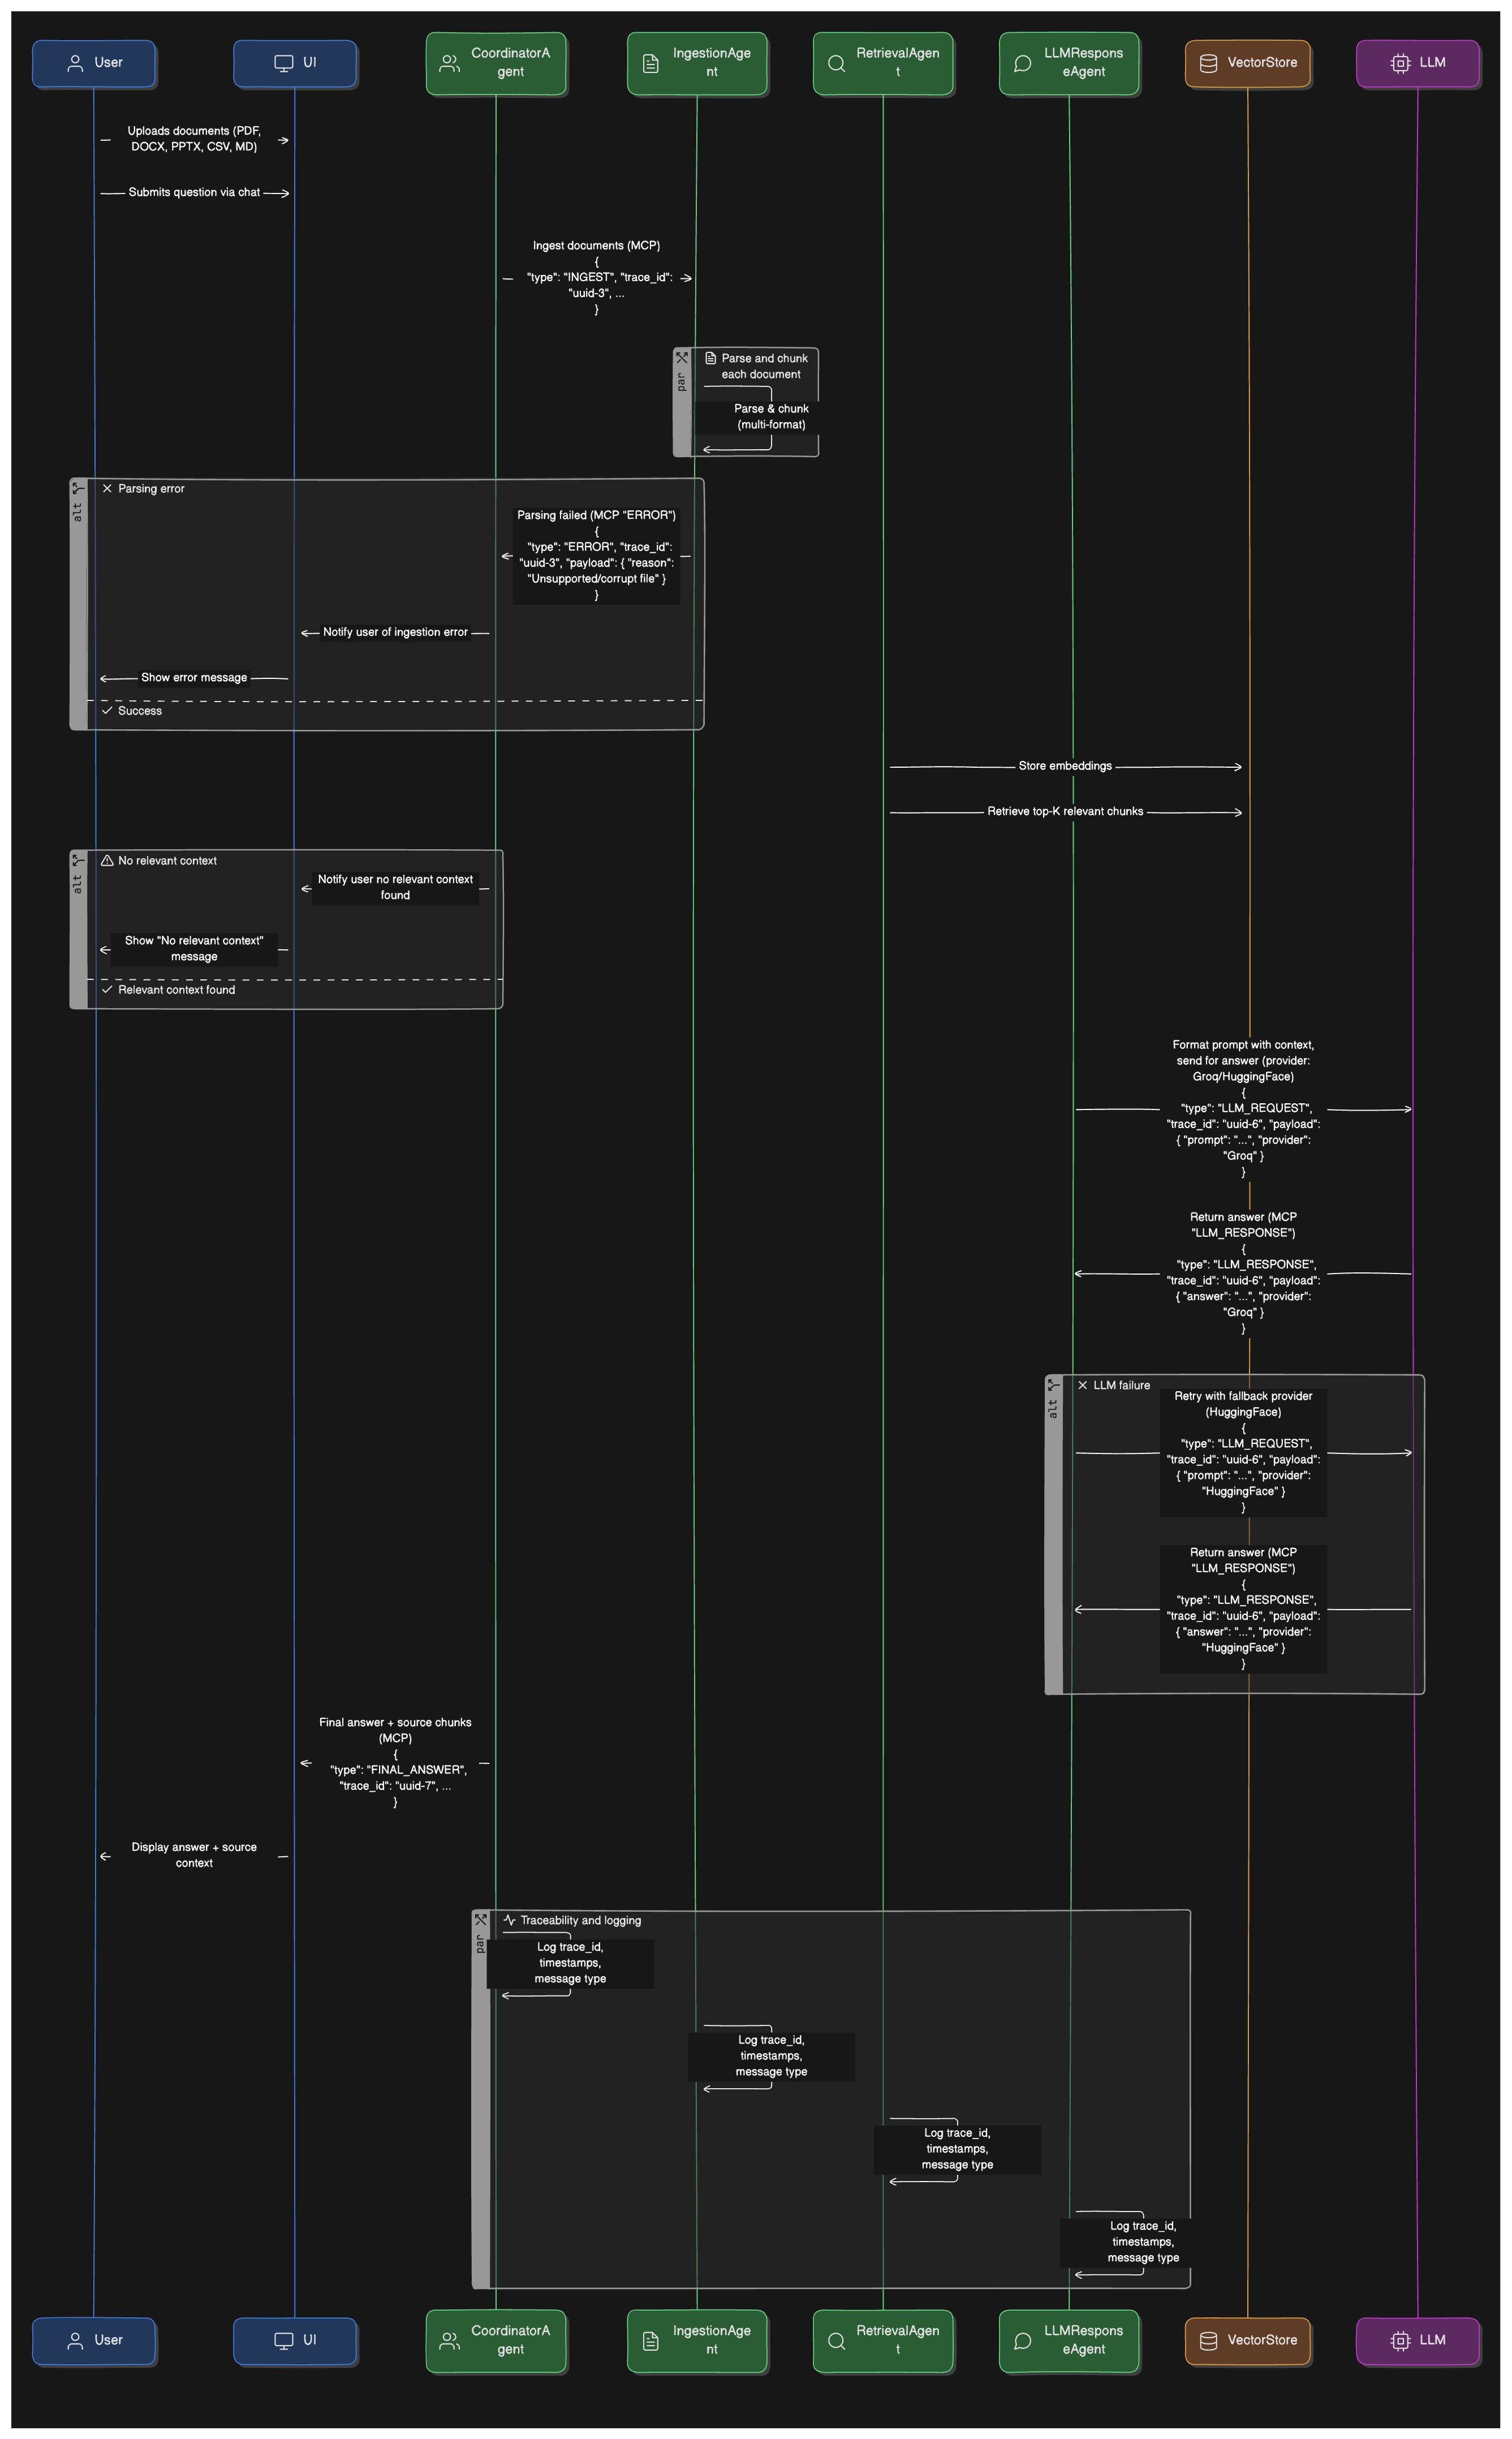 User
UI
CoordinatorA
gent
IngestionAge
nt
RetrievalAgen
t
LLMRespons
eAgent
VectorStore
LLM
Uploads documents (PDF,
DOCX, PPTX, CSV, MD)
Submits question via chat
Ingest documents (MCP)
{
"type": "INGEST", "trace_id":
"uuid-3", ...
}
par
Parse and chunk
each document
Parse & chunk
(multi-format)
alt
Parsing error
Parsing failed (MCP "ERROR")
{
"type": "ERROR", "trace_id":
"uuid-3", "payload": { "reason":
"Unsupported/corrupt file" }
}
Notify user of ingestion error
Show error message
Success
Store embeddings
Retrieve top-K relevant chunks
alt
No relevant context
Notify user no relevant context
found
Show "No relevant context"
message
Relevant context found
Format prompt with context,
send for answer (provider:
Groq/HuggingFace)
{
"type": "LLM_REQUEST",
"trace_id": "uuid-6", "payload":
{ "prompt": "...", "provider":
"Groq" }
}
Return answer (MCP
"LLM_RESPONSE")
{
"type": "LLM_RESPONSE",
"trace_id": "uuid-6", "payload":
{ "answer": "...", "provider":
"Groq" }
}
alt
LLM failure
Retry with fallback provider
(HuggingFace)
{
"type": "LLM_REQUEST",
"trace_id": "uuid-6", "payload":
{ "prompt": "...", "provider":
"HuggingFace" }
}
Return answer (MCP
"LLM_RESPONSE")
{
"type": "LLM_RESPONSE",
"trace_id": "uuid-6", "payload":
{ "answer": "...", "provider":
"HuggingFace" }
}
Final answer + source chunks
(MCP)
{
"type": "FINAL_ANSWER",
"trace_id": "uuid-7", ...
}
Display answer + source
context
par
Traceability and logging
Log trace_id,
timestamps,
message type
Log trace_id,
timestamps,
message type
Log trace_id,
timestamps,
message type
Log trace_id,
timestamps,
message type
User
UI
CoordinatorA
gent
IngestionAge
nt
RetrievalAgen
t
LLMRespons
eAgent
VectorStore
LLM